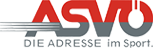 ASVÖ
DIE ADRESSE im Sport.